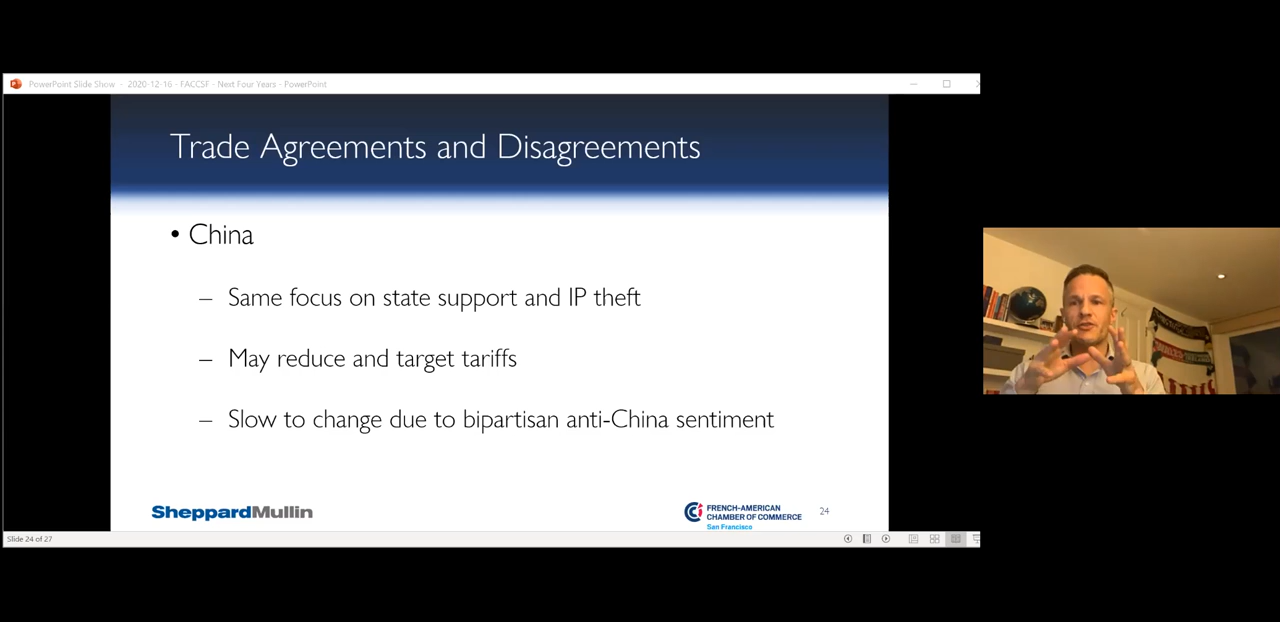 PowerPoint Slide Show - 2020-12-16 - FACCSF - Next Four Years - PowerPoint
Trade Agreements and Disagreements
• China
– Same focus on state support and IP theft
– May reduce and target tariffs
– Slow to change due to bipartisan anti-China sentiment
SheppardMullin
FRENCH-AMERICAN
CHAMBER OF COMMERCE
San Francisco
24
Slide 24 of 27